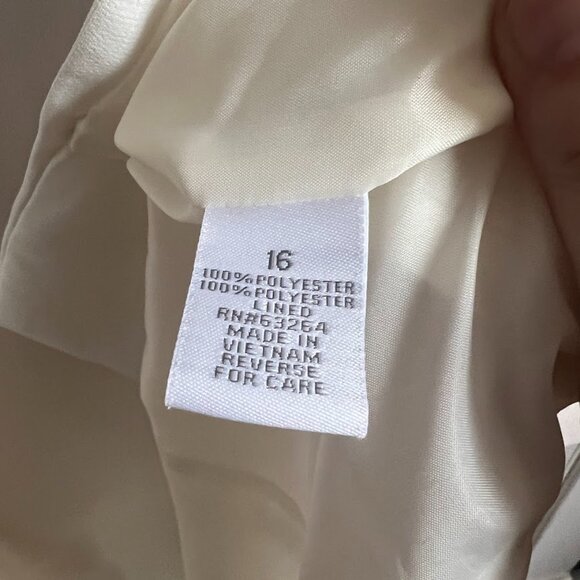 16
100% POLYESTER
100% POLYESTER
LINED
RN#63264
MADE IN
VIETNAM
REVERSE
FOR CARE